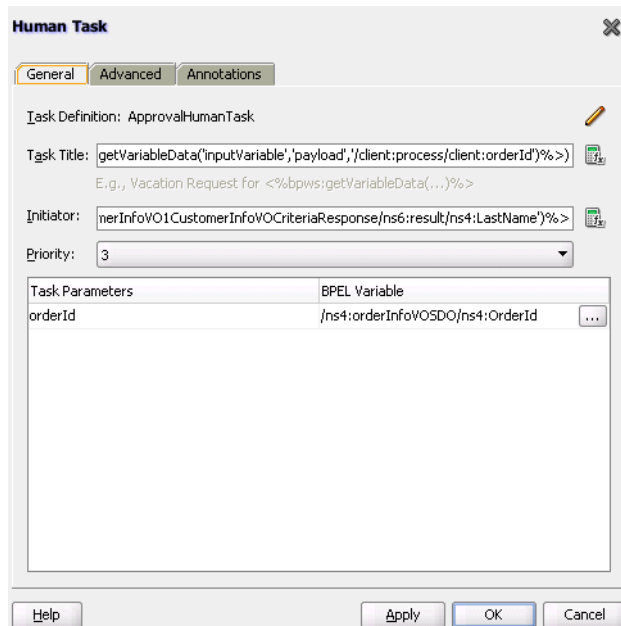 Human Task
General Advanced Annotations
Task Definition: ApprovalHumanTask
Task Title: getVariableData('inputVariable','payload','/client:process/client:orderId')%>)
E.g., Vacation Request for <%bpws:getVariableData(...)%>
Initiator: nerInfoVO1CustomerInfoVOCriteriaResponse/ns6:result/ns4:LastName')%>
Priority: 3
Task Parameters BPEL Variable
orderId /ns4:orderInfoVOSDO/ns4:OrderId ...
Help Apply OK Cancel